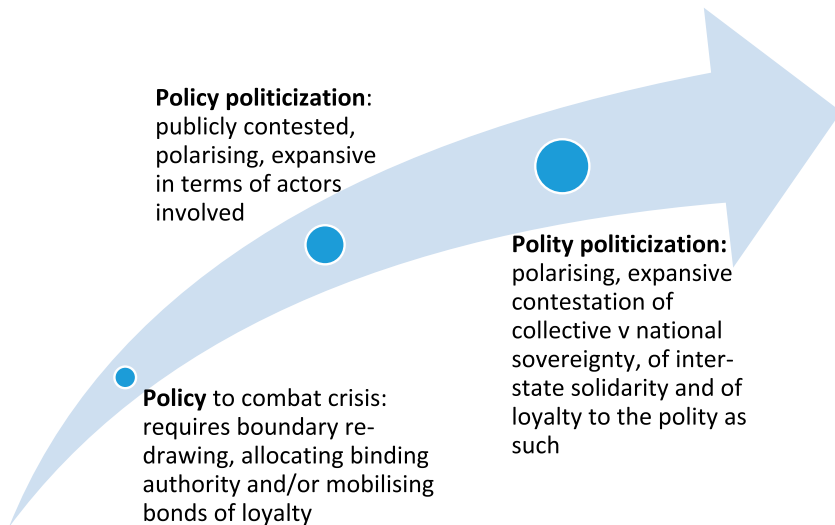 Policy politicization:
publicly contested,
polarising, expansive
in terms of actors
involved
Polity politicization:
polarising, expansive
contestation of
collective v national
sovereignty, of inter-
state solidarity and of
loyalty to the polity as
such
Policy to combat crisis:
requires boundary re-
drawing, allocating binding
authority and/or mobilising
bonds of loyalty